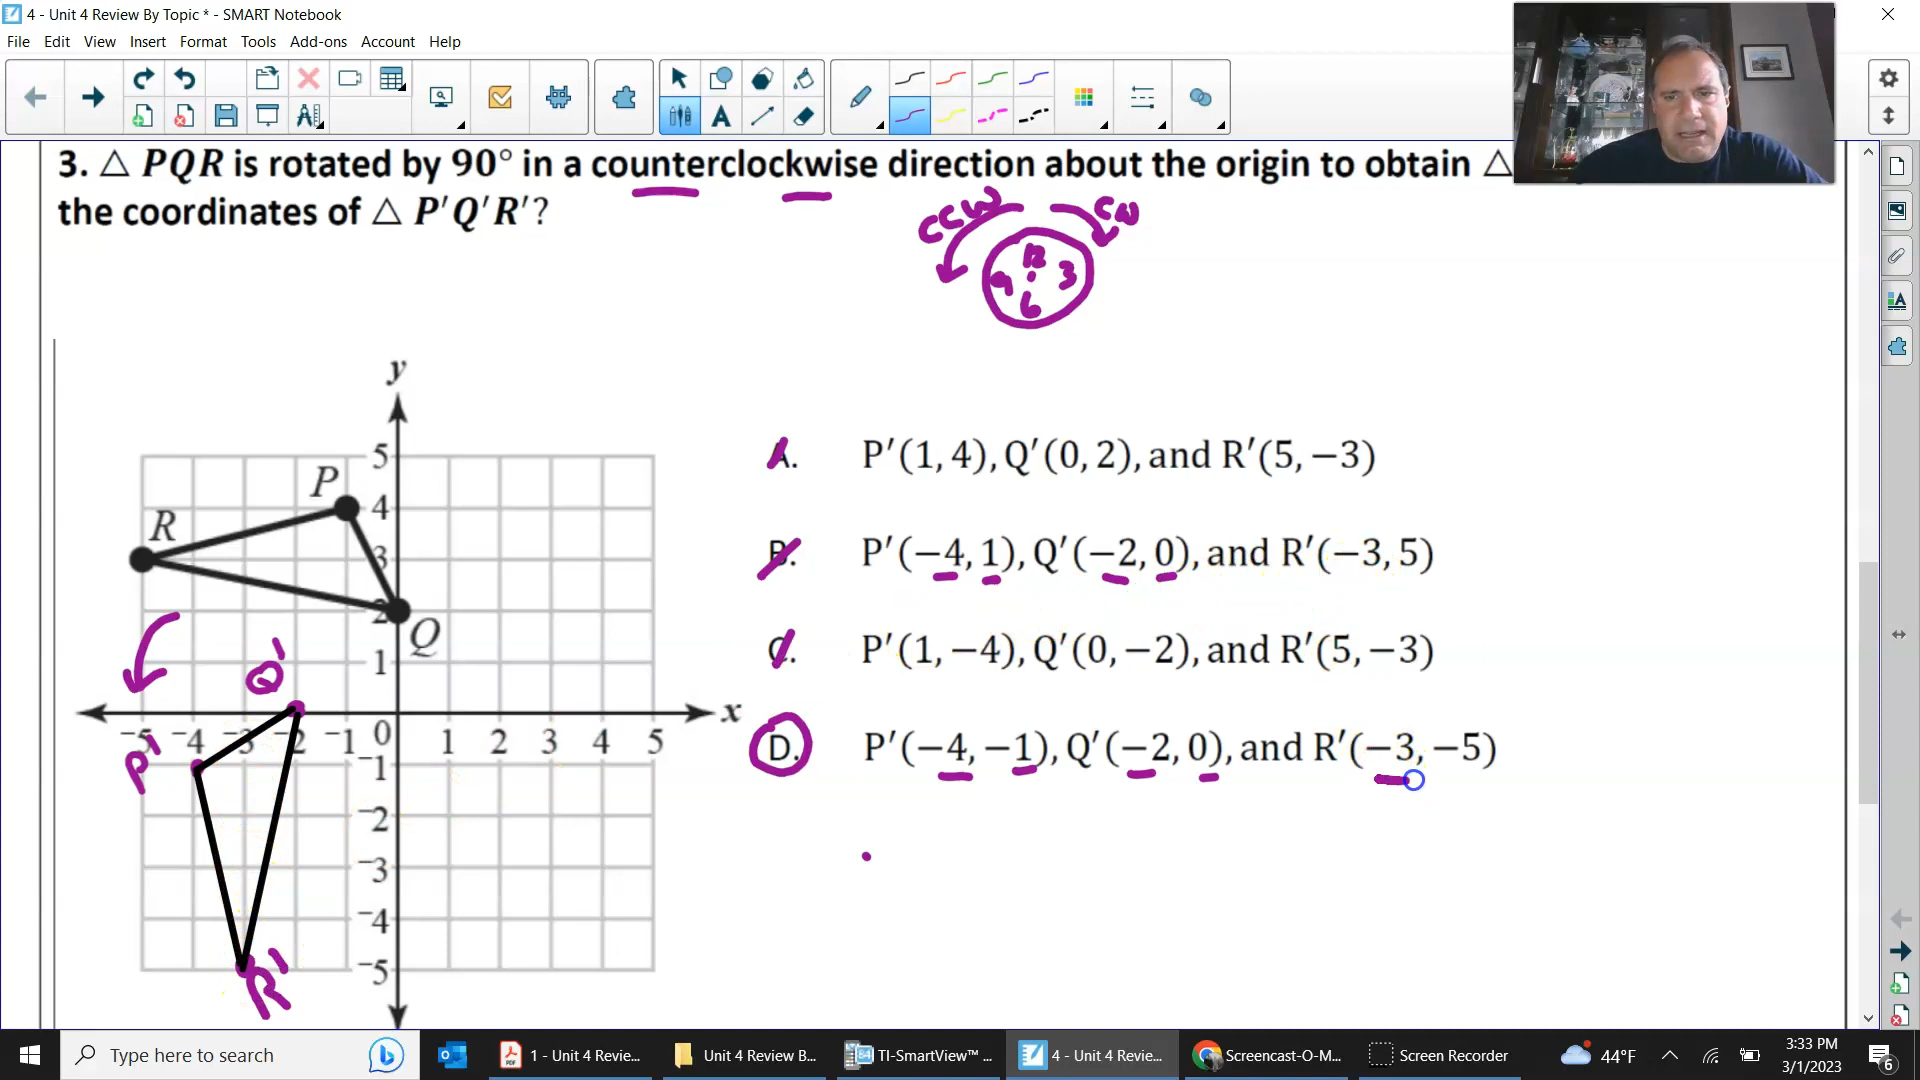 4 - Unit 4 Review By Topic * - SMART Notebook
File Edit View Insert Format Tools Add-ons Account Help
3. △ PQR is rotated by 90° in a counterclockwise direction about the origin to obtain △
the coordinates of △ P′Q′R′?
CCW CW
12
9 3
6
y
5
P 4
R
3
2
Q
1
Q'
x
-5 -4 -3 -2 -1 0 1 2 3 4 5
P'
-1
-2
-3
-4
-5
R'
A. P′(1, 4), Q′(0, 2), and R′(5, −3)
B. P′(−4, 1), Q′(−2, 0), and R′(−3, 5)
C. P′(1, −4), Q′(0, −2), and R′(5, −3)
D. P′(−4, −1), Q′(−2, 0), and R′(−3, −5)
Type here to search
1 - Unit 4 Revie...
Unit 4 Review B...
TI-SmartView™ ...
4 - Unit 4 Revie...
Screencast-O-M...
Screen Recorder
44°F
3:33 PM
3/1/2023
6